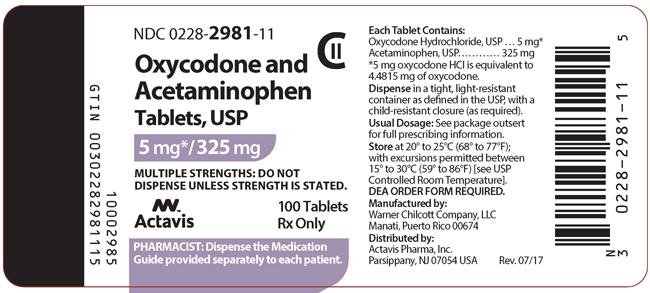 GTIN 00302282981115
10002985
NDC 0228-2981-11
CII
Oxycodone and
Acetaminophen
Tablets, USP
5 mg*/325 mg
MULTIPLE STRENGTHS: DO NOT
DISPENSE UNLESS STRENGTH IS STATED.
Actavis
100 Tablets
Rx Only
PHARMACIST: Dispense the Medication
Guide provided separately to each patient.
Each Tablet Contains:
Oxycodone Hydrochloride, USP ... 5 mg*
Acetaminophen, USP............ 325 mg
*5 mg oxycodone HCl is equivalent to
4.4815 mg of oxycodone.
Dispense in a tight, light-resistant
container as defined in the USP, with a
child-resistant closure (as required).
Usual Dosage: See package outsert
for full prescribing information.
Store at 20° to 25°C (68° to 77°F);
with excursions permitted between
15° to 30°C (59° to 86°F) [see USP
Controlled Room Temperature].
DEA ORDER FORM REQUIRED.
Manufactured by:
Warner Chilcott Company, LLC
Manati, Puerto Rico 00674
Distributed by:
Actavis Pharma, Inc.
Parsippany, NJ 07054 USA Rev. 07/17
N
3 0228-2981-11 5